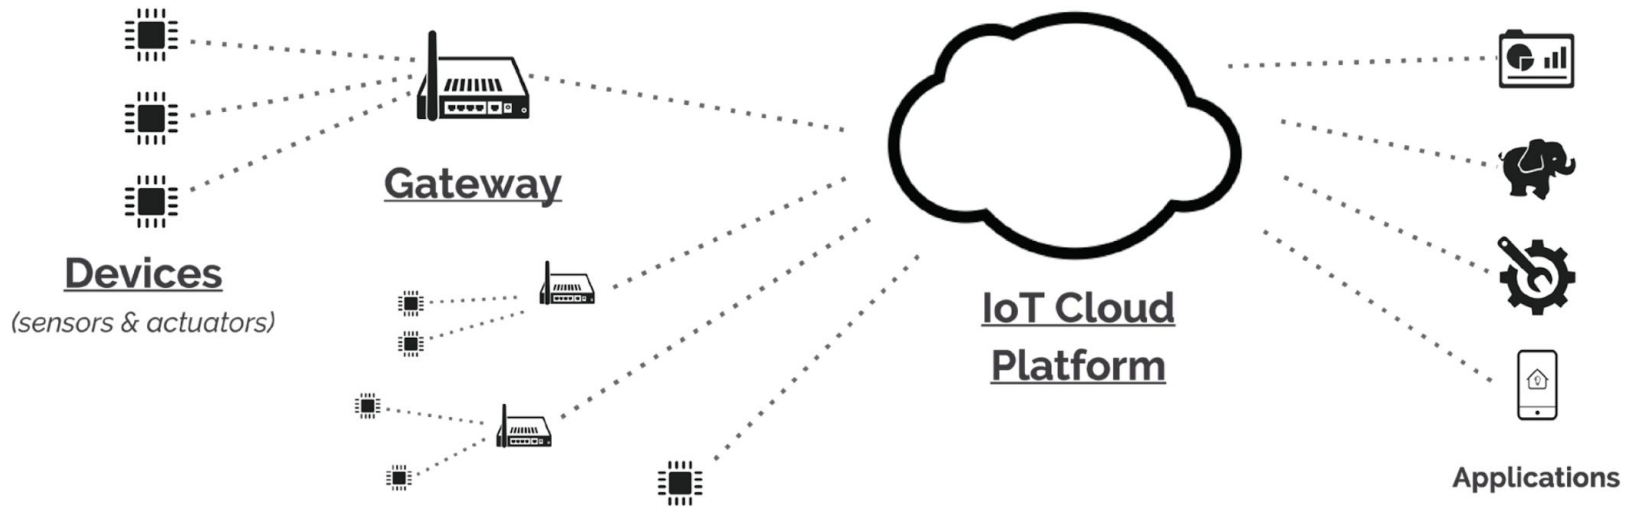 Gateway
Devices
(sensors & actuators)
IoT Cloud
Platform
Applications